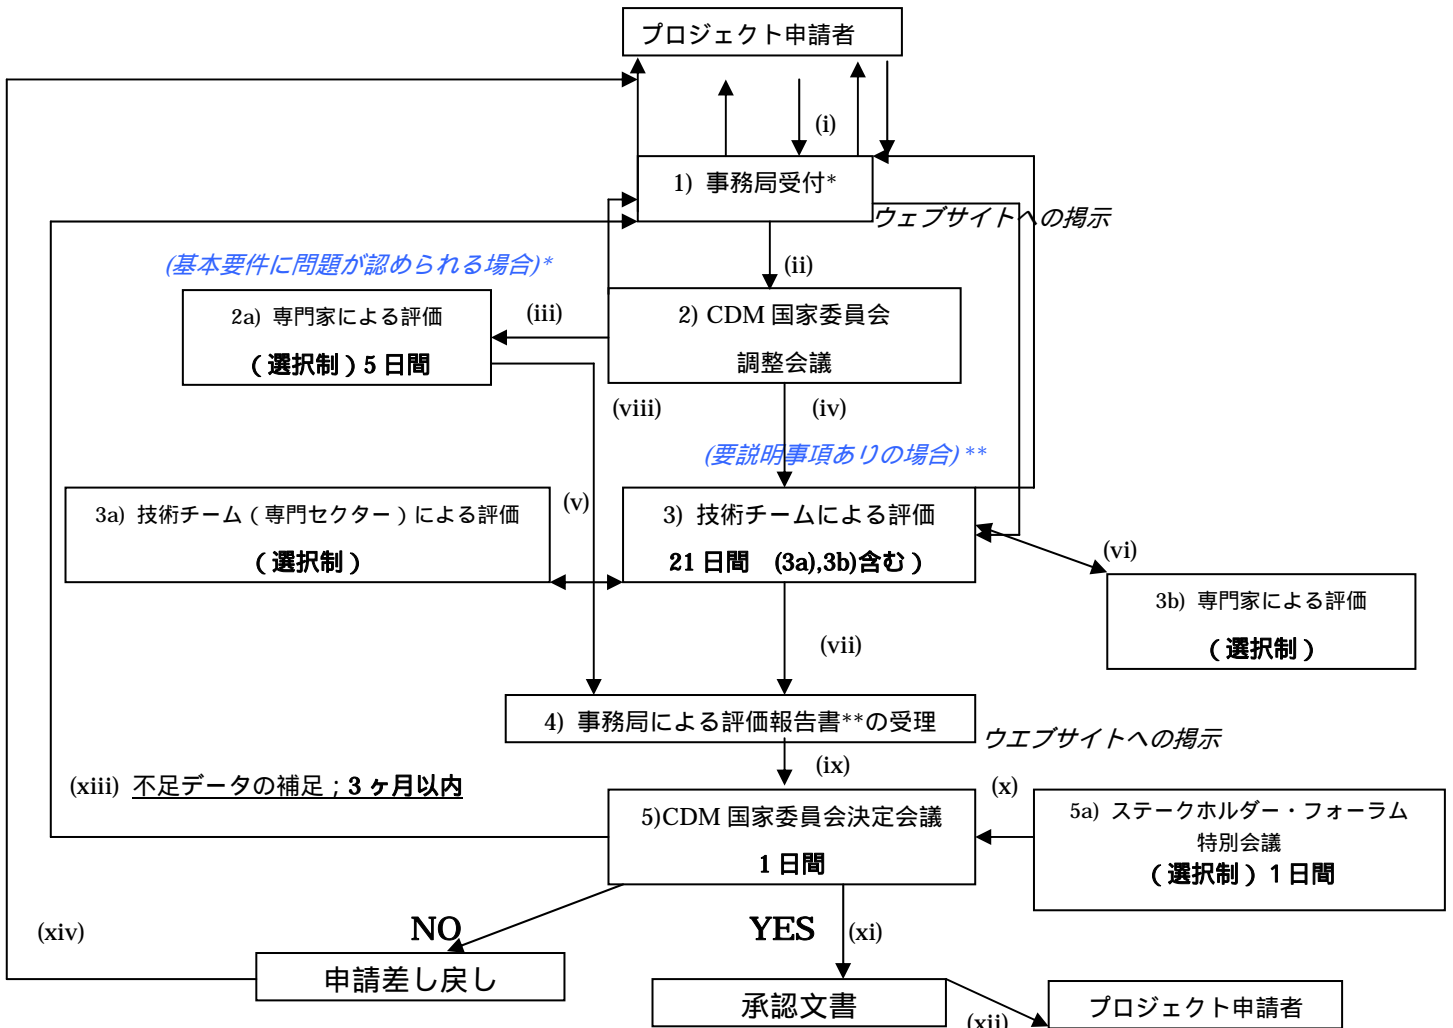 プロジェクト申請者
(i)
1) 事務局受付*
ウェブサイトへの掲示
(ii)
(基本要件に問題が認められる場合)*
2a) 専門家による評価
（選択制）5 日間
(iii)
2) CDM 国家委員会
調整会議
(viii)
(iv)
(要説明事項ありの場合) **
3a) 技術チーム（専門セクター）による評価
（選択制）
(v)
3) 技術チームによる評価
21 日間 (3a),3b)含む）
(vi)
3b) 専門家による評価
（選択制）
(vii)
4) 事務局による評価報告書**の受理
ウエブサイトへの掲示
(ix)
(xiii) 不足データの補足；3 ヶ月以内
(x)
5)CDM 国家委員会決定会議
1 日間
5a) ステークホルダー・フォーラム
特別会議
（選択制）1 日間
(xiv)
NO
YES
(xi)
申請差し戻し
承認文書
(xii)
プロジェクト申請者